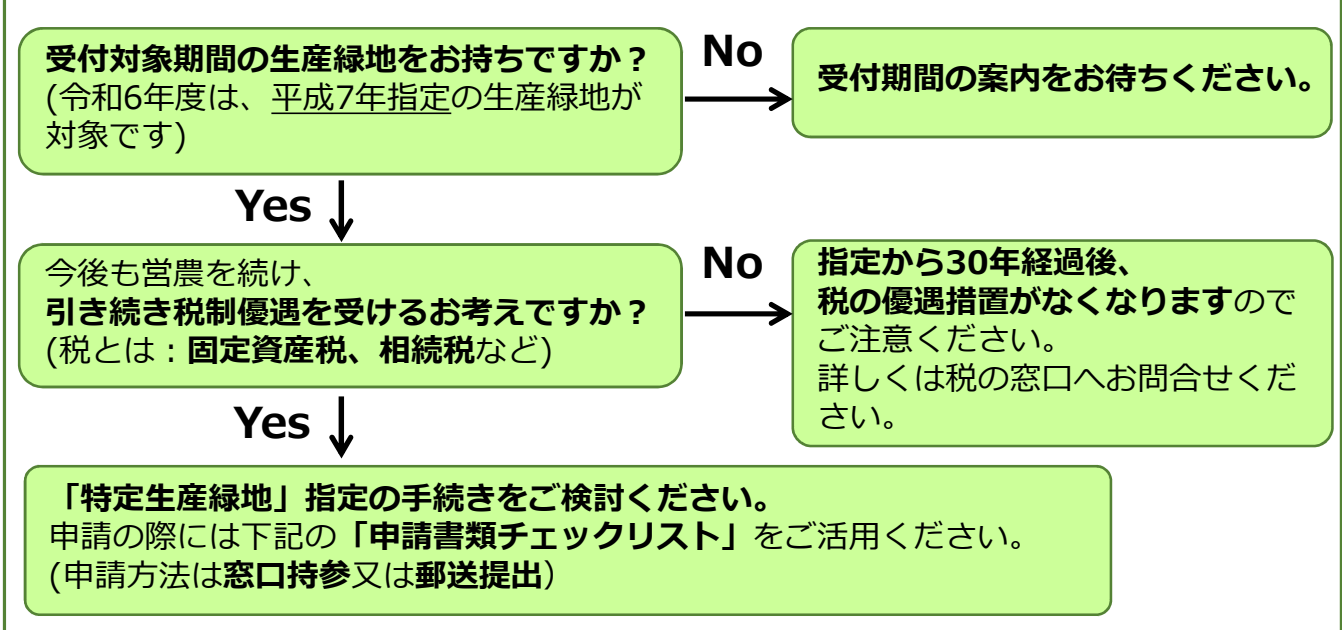 受付対象期間の生産緑地をお持ちですか？
(令和6年度は、平成7年指定の生産緑地が
対象です)
No
受付期間の案内をお待ちください。
Yes
今後も営農を続け、
引き続き税制優遇を受けるお考えですか？
(税とは：固定資産税、相続税など)
No
指定から30年経過後、
税の優遇措置がなくなりますので
ご注意ください。
詳しくは税の窓口へお問合せくだ
さい。
Yes
「特定生産緑地」指定の手続きをご検討ください。
申請の際には下記の「申請書類チェックリスト」をご活用ください。
(申請方法は窓口持参又は郵送提出）